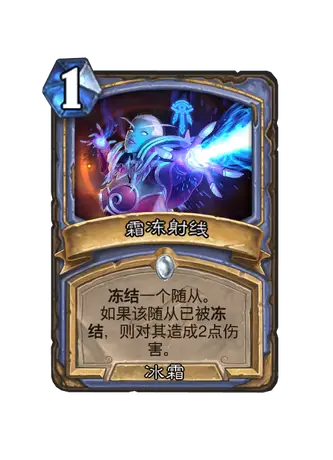 1
霜冻射线
冻结一个随从。
如果该随从已被冻
结，则对其造成2点伤
害。
冰霜